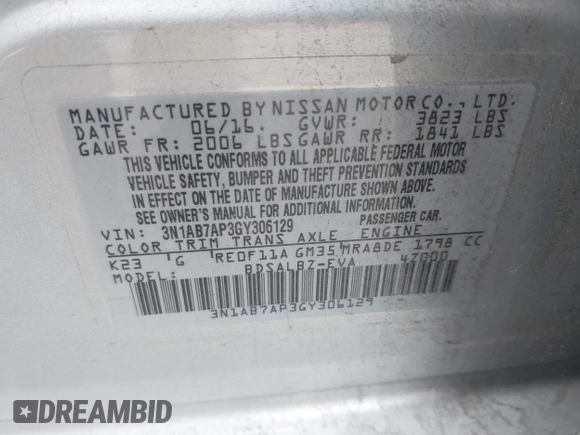 MANUFACTURED BY NISSAN MOTOR CO., LTD.
DATE: 06/16. GVWR: 3823 LBS
GAWR FR: 2006 LBS GAWR RR: 1841 LBS
THIS VEHICLE CONFORMS TO ALL APPLICABLE FEDERAL MOTOR
VEHICLE SAFETY, BUMPER AND THEFT PREVENTION STANDARDS
IN EFFECT ON THE DATE OF MANUFACTURE SHOWN ABOVE.
SEE OWNER'S MANUAL FOR ADDITIONAL INFORMATION.
VIN: 3N1AB7AP3GY306129 PASSENGER CAR.
COLOR TRIM TRANS AXLE ENGINE
K23 G RE0F11A GM35 MRA8DE 1798 CC
MODEL: BDSALBZ-EVA 4Z000
3N1AB7AP3GY306129
DREAMBID